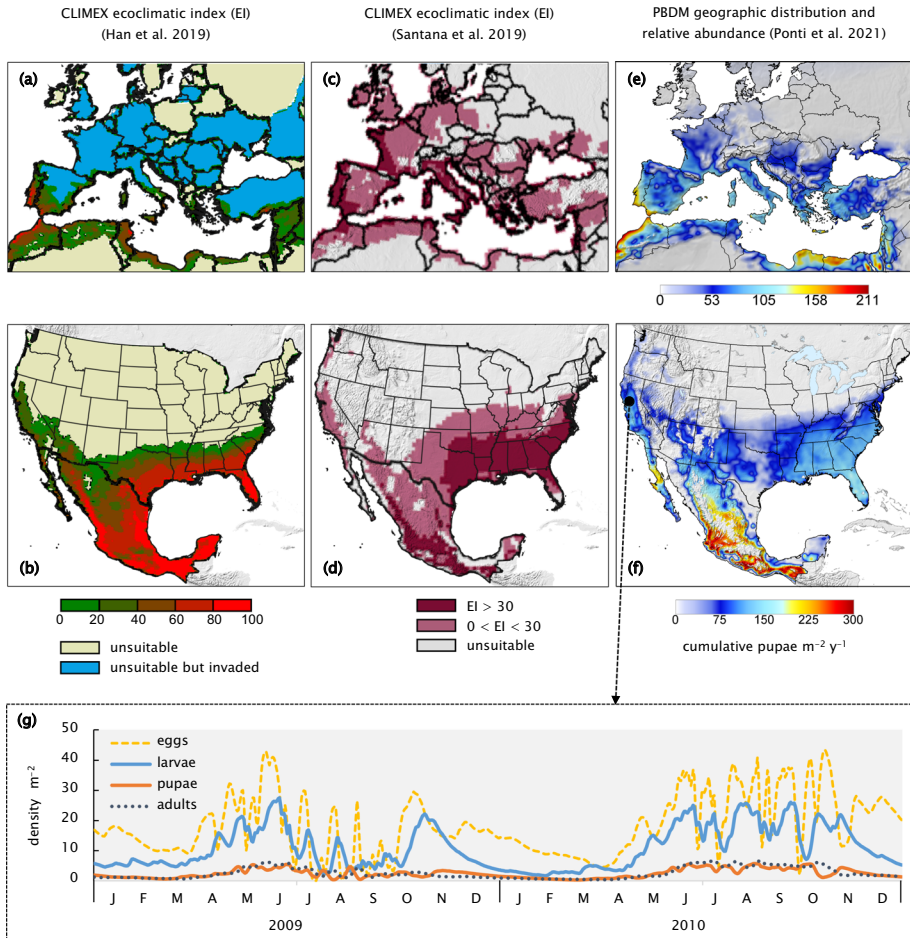 CLIMEX ecoclimatic index (EI)
(Han et al. 2019)
CLIMEX ecoclimatic index (EI)
(Santana et al. 2019)
PBDM geographic distribution and
relative abundance (Ponti et al. 2021)
(a)
(c)
(e)
0 53 105 158 211
(b)
(d)
(f)
0 20 40 60 80 100
unsuitable
unsuitable but invaded
EI > 30
0 < EI < 30
unsuitable
0 75 150 225 300
cumulative pupae m⁻² y⁻¹
(g)
density m⁻²
50
40
30
20
10
0
eggs
larvae
pupae
adults
J F M A M J J A S O N D J F M A M J J A S O N D
2009 2010